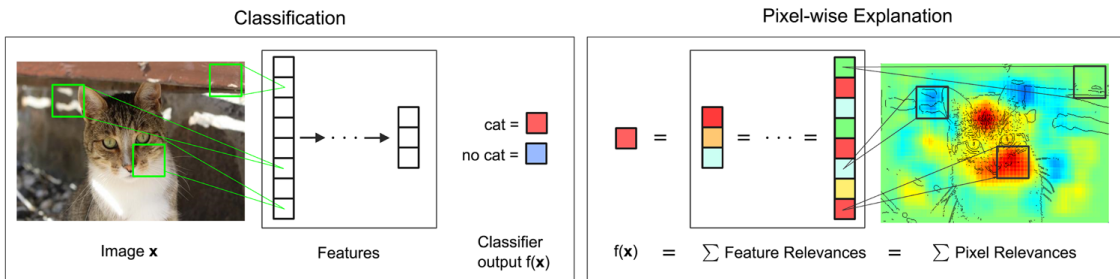 Classification
cat =
no cat =
Image x
Features
Classifier
output f(x)
Pixel-wise Explanation
= = · · · =
f(x) = ∑ Feature Relevances = ∑ Pixel Relevances